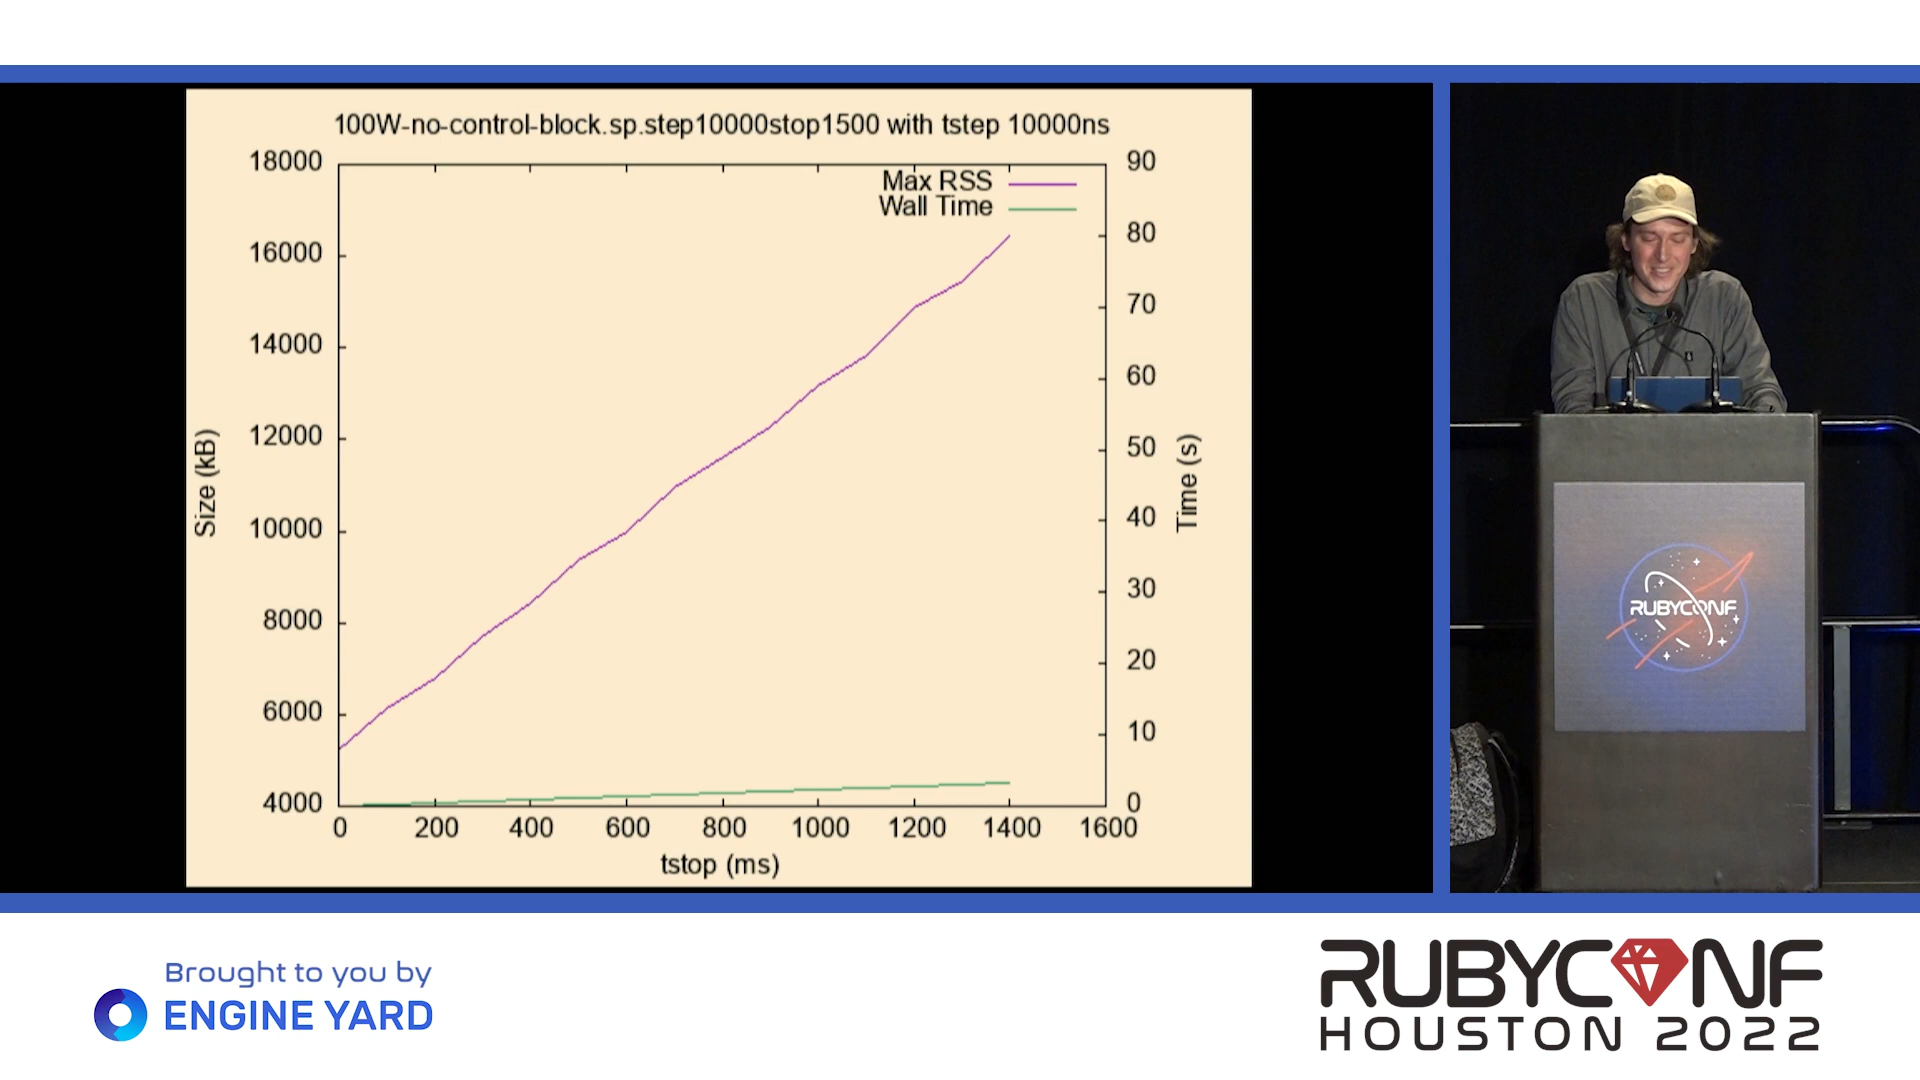 100W-no-control-block.sp.step10000stop1500 with tstep 10000ns
Max RSS
Wall Time
18000
16000
14000
12000
10000
8000
6000
4000
Size (kB)
90
80
70
60
50
40
30
20
10
0
Time (s)
0 200 400 600 800 1000 1200 1400 1600
tstop (ms)
RUBYCONF
Brought to you by
ENGINE YARD
RUBYCONF
HOUSTON 2022